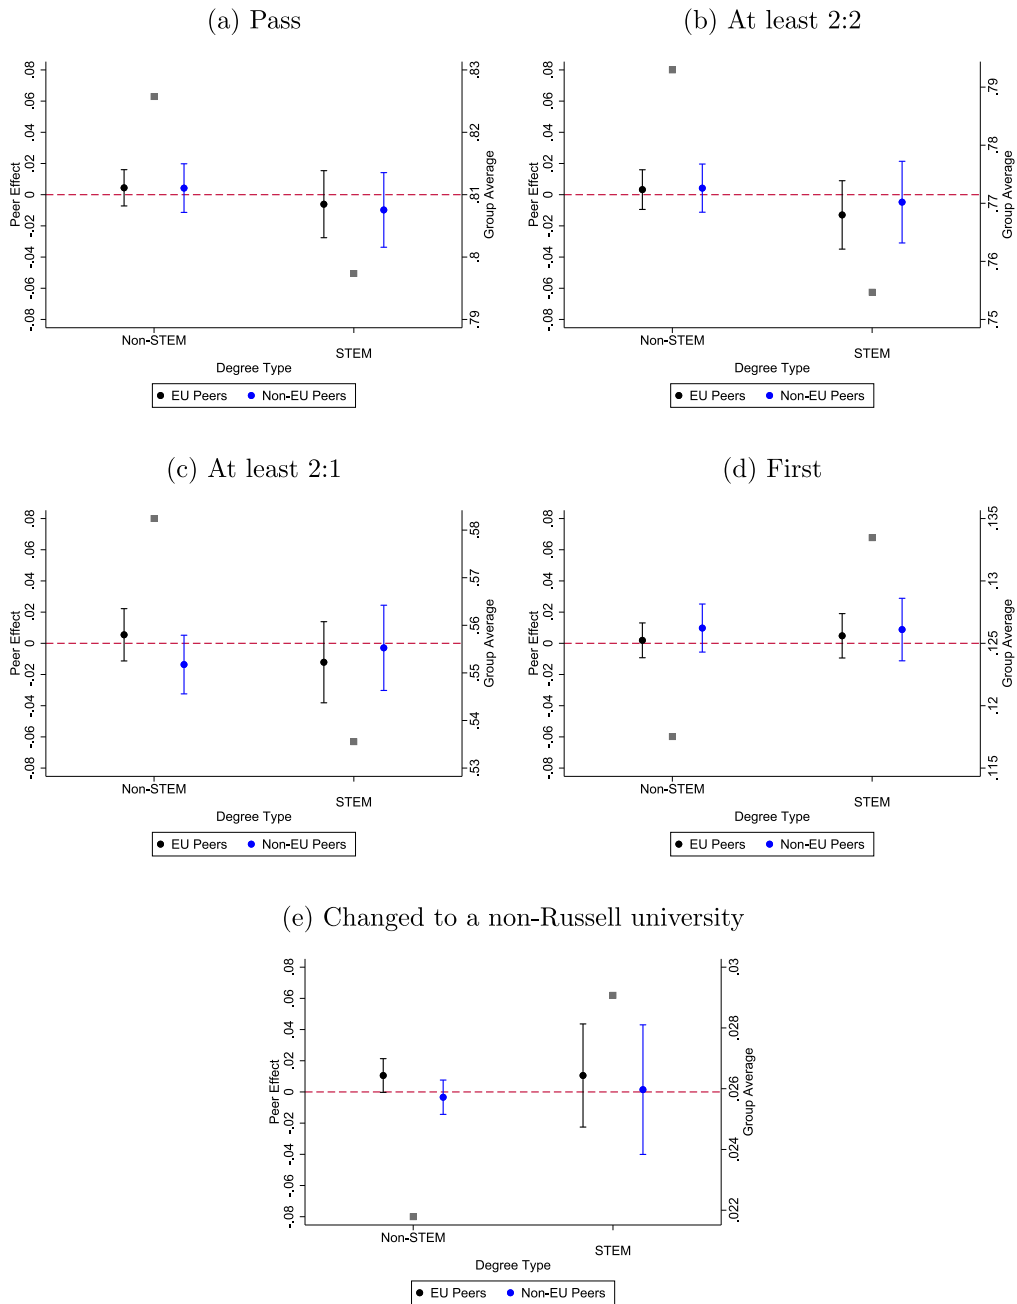 (a) Pass
Peer Effect
-.08 -.06 -.04 -.02 0 .02 .04 .06 .08
Group Average
.79 .8 .81 .82 .83
Non-STEM
STEM
Degree Type
EU Peers Non-EU Peers
(b) At least 2:2
Peer Effect
-.08 -.06 -.04 -.02 0 .02 .04 .06 .08
Group Average
.75 .76 .77 .78 .79
Non-STEM
STEM
Degree Type
EU Peers Non-EU Peers
(c) At least 2:1
Peer Effect
-.08 -.06 -.04 -.02 0 .02 .04 .06 .08
Group Average
.53 .54 .55 .56 .57 .58
Non-STEM
STEM
Degree Type
EU Peers Non-EU Peers
(d) First
Peer Effect
-.08 -.06 -.04 -.02 0 .02 .04 .06 .08
Group Average
.115 .12 .125 .13 .135
Non-STEM
STEM
Degree Type
EU Peers Non-EU Peers
(e) Changed to a non-Russell university
Peer Effect
-.08 -.06 -.04 -.02 0 .02 .04 .06 .08
Group Average
.022 .024 .026 .028 .03
Non-STEM
STEM
Degree Type
EU Peers Non-EU Peers